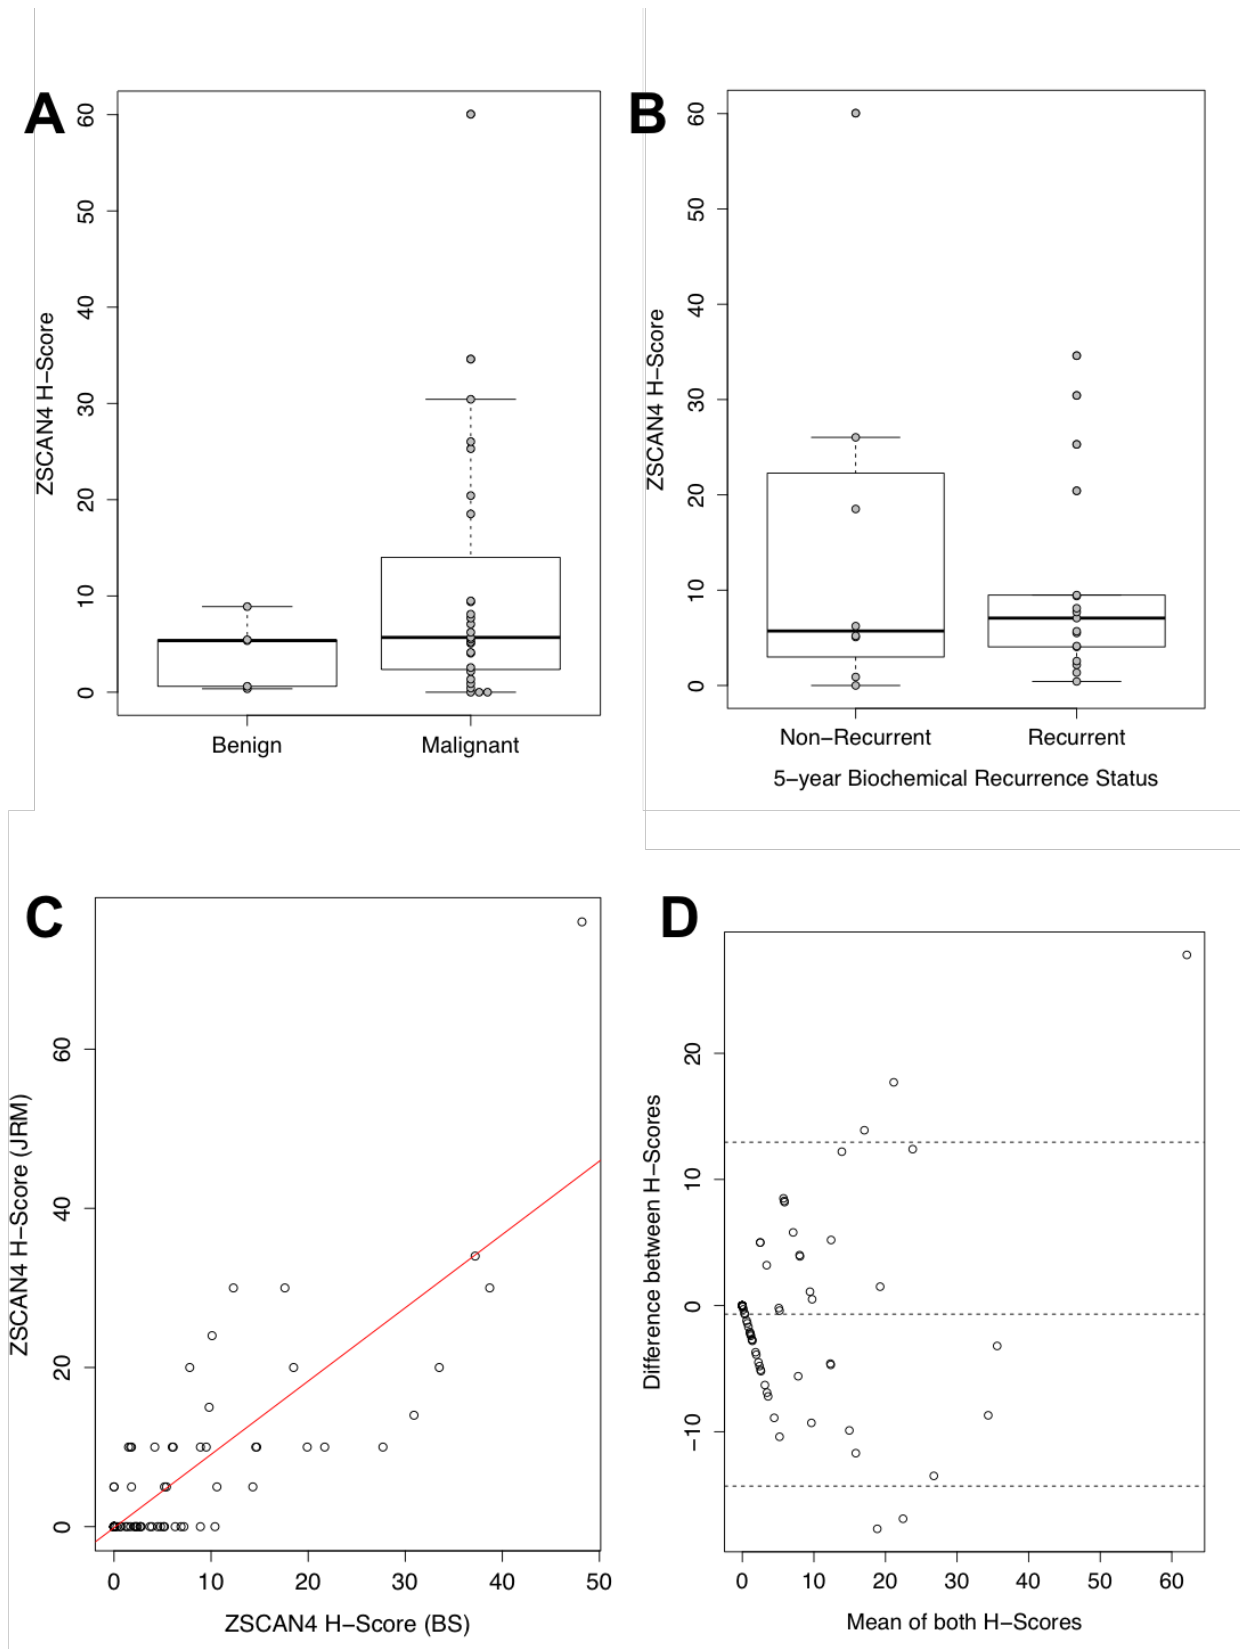 A
ZSCAN4 H−Score
60
50
40
30
20
10
0
Benign
Malignant
B
ZSCAN4 H−Score
60
50
40
30
20
10
0
Non−Recurrent
Recurrent
5−year Biochemical Recurrence Status
C
ZSCAN4 H−Score (JRM)
60
40
20
0
0 10 20 30 40 50
ZSCAN4 H−Score (BS)
D
Difference between H−Scores
20
10
0
−10
0 10 20 30 40 50 60
Mean of both H−Scores